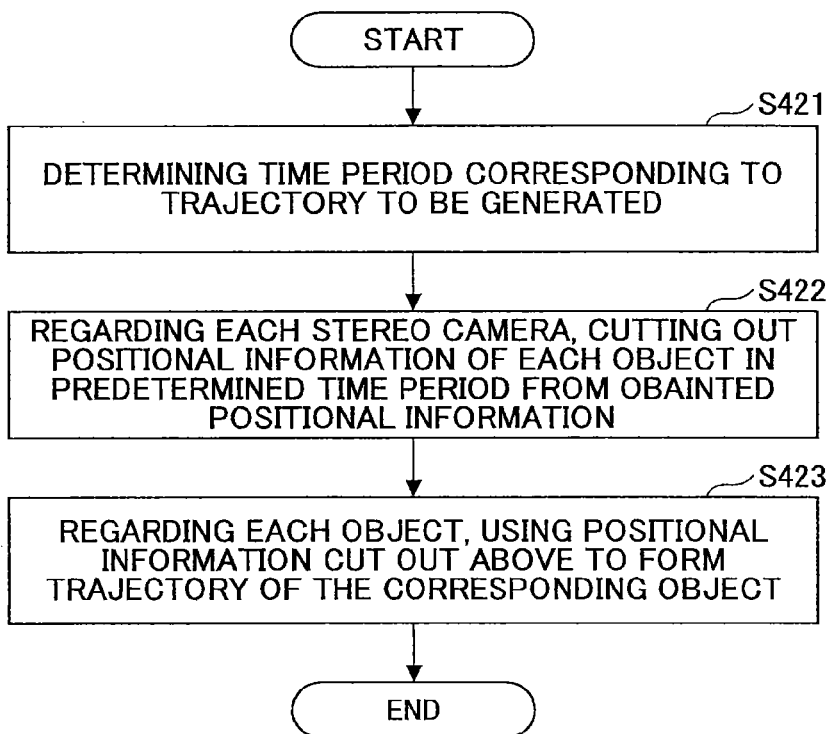 START
S421
DETERMINING TIME PERIOD CORRESPONDING TO
TRAJECTORY TO BE GENERATED
S422
REGARDING EACH STEREO CAMERA, CUTTING OUT
POSITIONAL INFORMATION OF EACH OBJECT IN
PREDETERMINED TIME PERIOD FROM OBAINTED
POSITIONAL INFORMATION
S423
REGARDING EACH OBJECT, USING POSITIONAL
INFORMATION CUT OUT ABOVE TO FORM
TRAJECTORY OF THE CORRESPONDING OBJECT
END